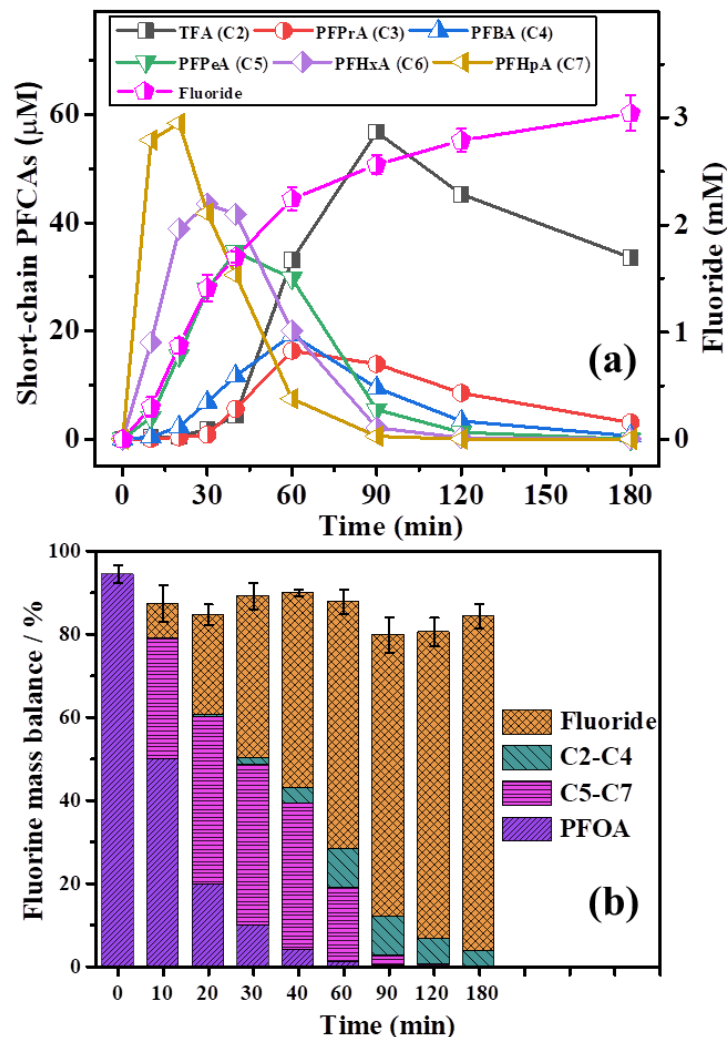 TFA (C2) PFPrA (C3) PFBA (C4)
PFPeA (C5) PFHxA (C6) PFHpA (C7)
Fluoride
60
40
20
0
Short-chain PFCAs (μM)
3
2
1
0
Fluoride (mM)
(a)
0 30 60 90 120 180
Time (min)
100
80
60
40
20
0
Fluorine mass balance / %
Fluoride
C2-C4
C5-C7
PFOA
(b)
0 10 20 30 40 60 90 120 180
Time (min)